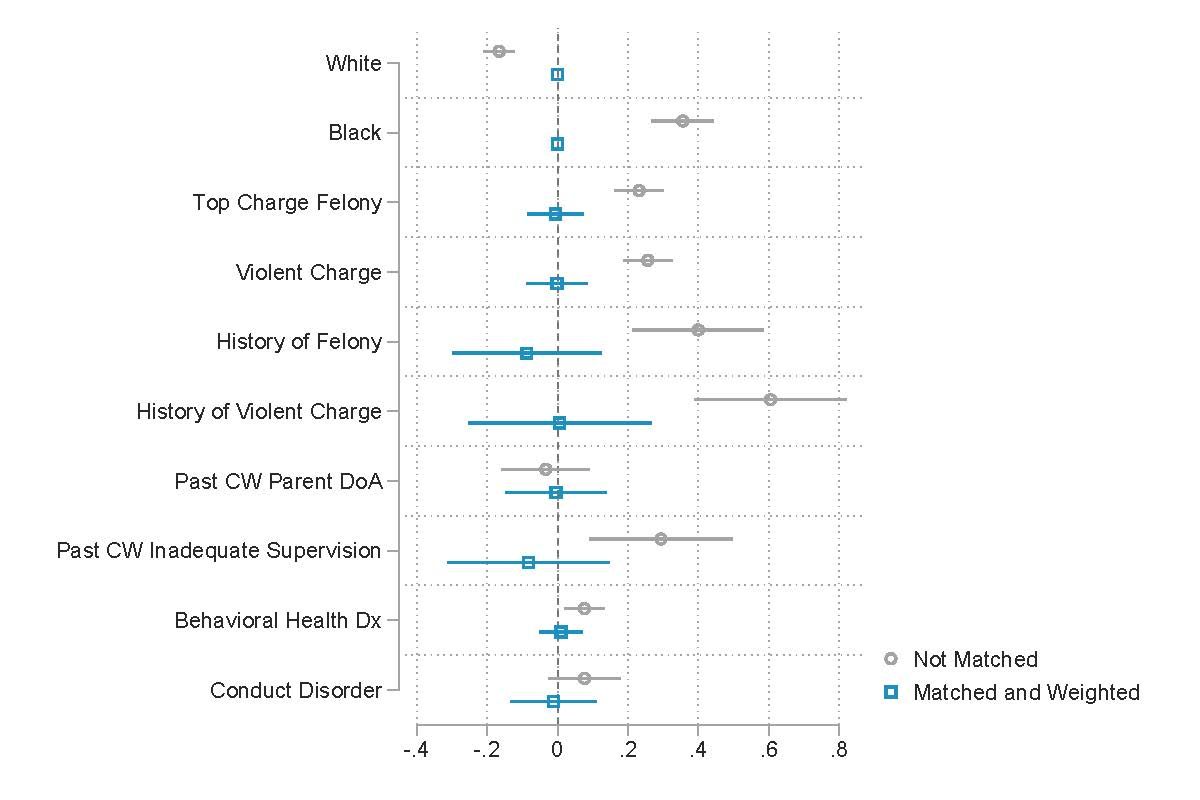 White
Black
Top Charge Felony
Violent Charge
History of Felony
History of Violent Charge
Past CW Parent DoA
Past CW Inadequate Supervision
Behavioral Health Dx
Conduct Disorder
Not Matched
Matched and Weighted
-.4 -.2 0 .2 .4 .6 .8